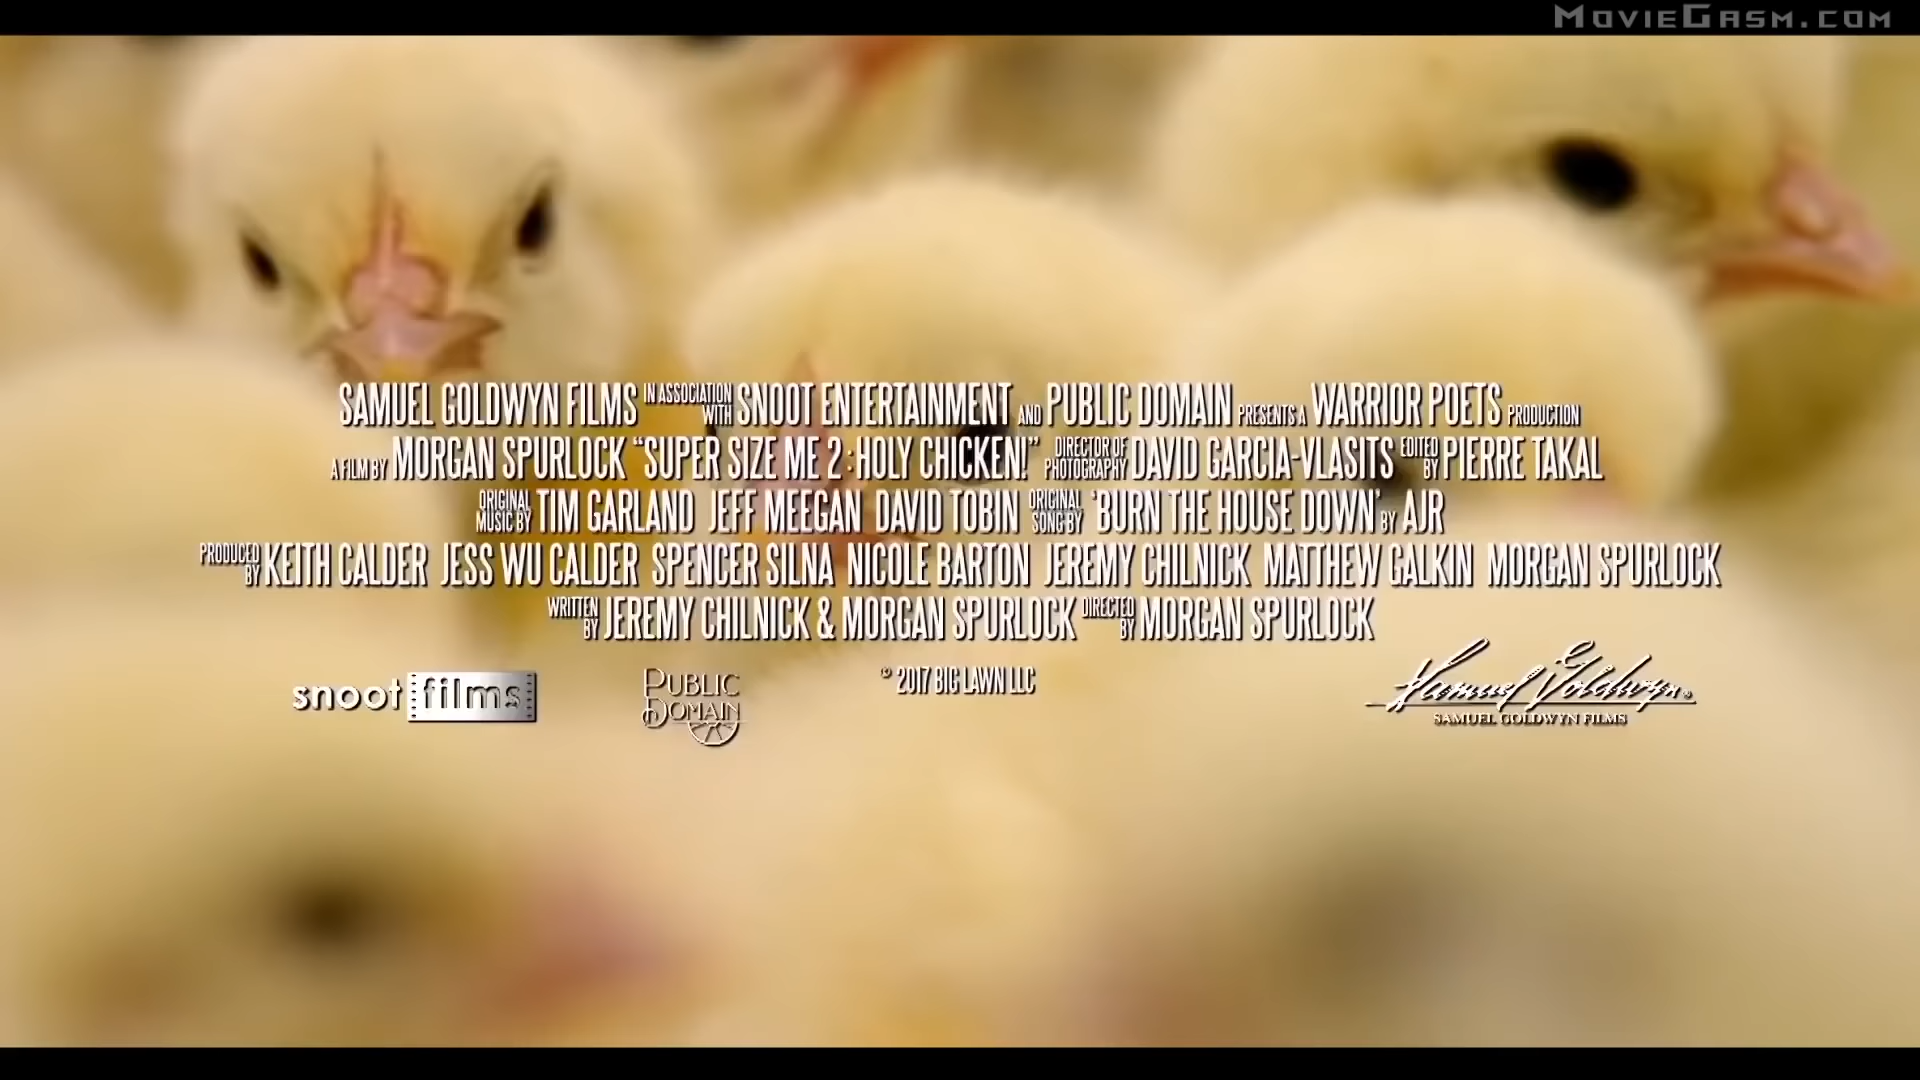 MovieGasm.com
SAMUEL GOLDWYN FILMS IN ASSOCIATION WITH SNOOT ENTERTAINMENT AND PUBLIC DOMAIN PRESENTS A WARRIOR POETS PRODUCTION
A FILM BY MORGAN SPURLOCK “SUPER SIZE ME 2: HOLY CHICKEN!” DIRECTOR OF PHOTOGRAPHY DAVID GARCIA-VLASITS EDITED BY PIERRE TAKAL
ORIGINAL MUSIC BY TIM GARLAND JEFF MEEGAN DAVID TOBIN ORIGINAL SONG BY ‘BURN THE HOUSE DOWN’ BY AJR
PRODUCED BY KEITH CALDER JESS WU CALDER SPENCER SILNA NICOLE BARTON JEREMY CHILNICK MATTHEW GALKIN MORGAN SPURLOCK
WRITTEN BY JEREMY CHILNICK & MORGAN SPURLOCK DIRECTED BY MORGAN SPURLOCK
snoot films
PUBLIC DOMAIN
© 2017 BIG LAWN LLC
Samuel Goldwyn®
SAMUEL GOLDWYN FILMS